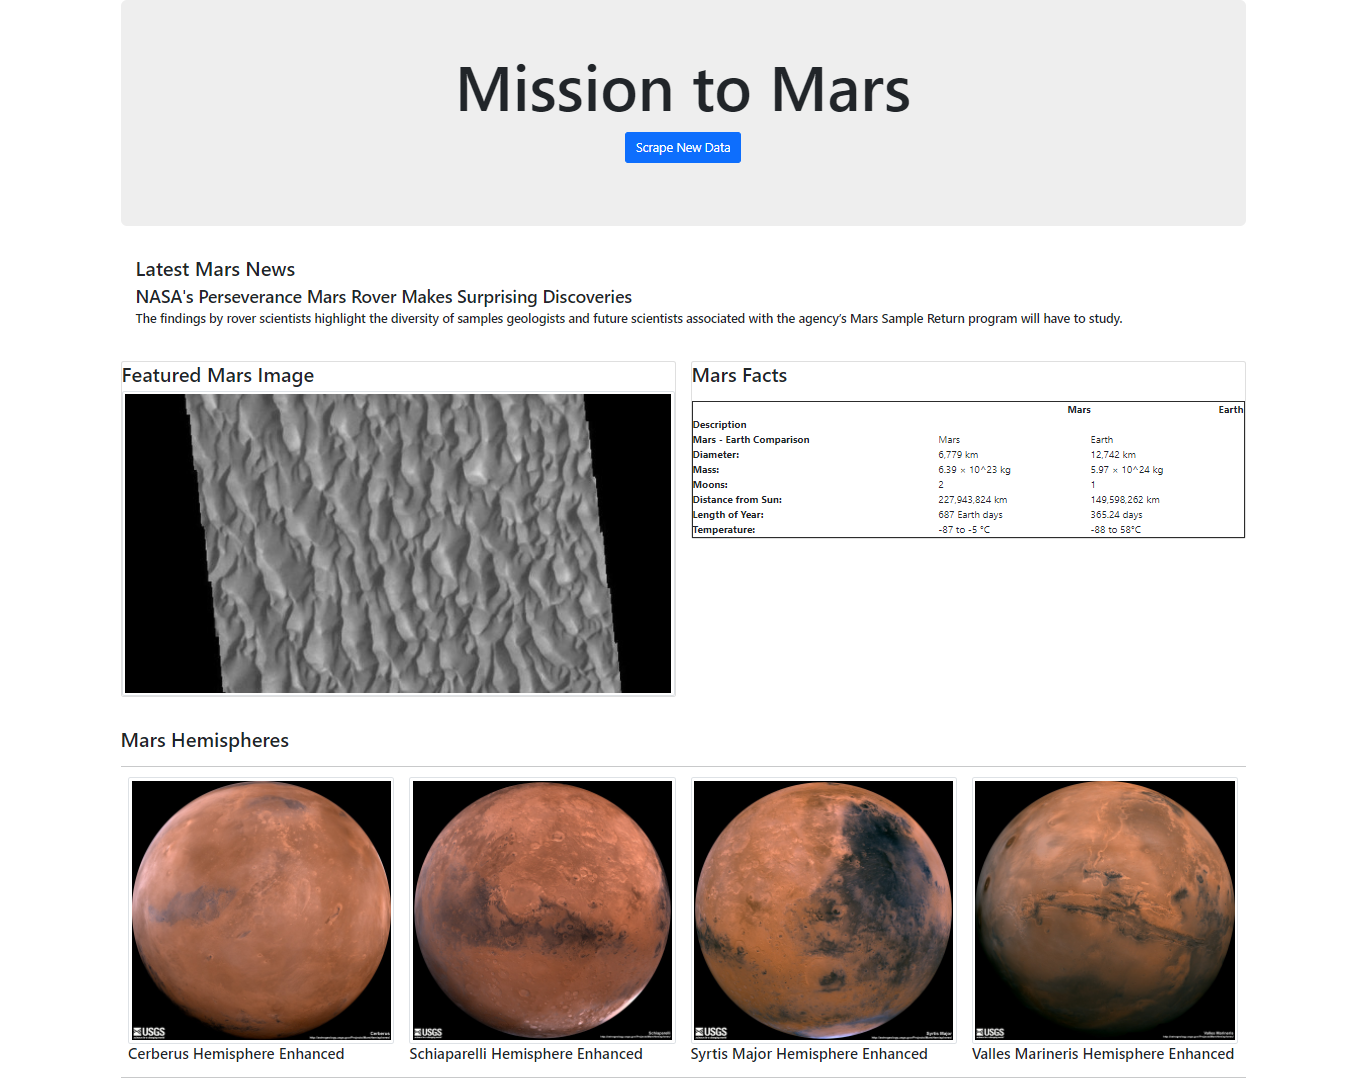 Mission to Mars
Scrape New Data
Latest Mars News
NASA's Perseverance Mars Rover Makes Surprising Discoveries
The findings by rover scientists highlight the diversity of samples geologists and future scientists associated with the agency's Mars Sample Return program will have to study.
Featured Mars Image
Mars Facts
Mars Earth
Description
Mars - Earth Comparison Mars Earth
Diameter: 6,779 km 12,742 km
Mass: 6.39 × 10^23 kg 5.97 × 10^24 kg
Moons: 2 1
Distance from Sun: 227,943,824 km 149,598,262 km
Length of Year: 687 Earth days 365.24 days
Temperature: -87 to -5 °C -88 to 58°C
Mars Hemispheres
USGS Cerberus
USGS Schiaparelli
USGS Syrtis Major
USGS Valles Marineris
Cerberus Hemisphere Enhanced
Schiaparelli Hemisphere Enhanced
Syrtis Major Hemisphere Enhanced
Valles Marineris Hemisphere Enhanced